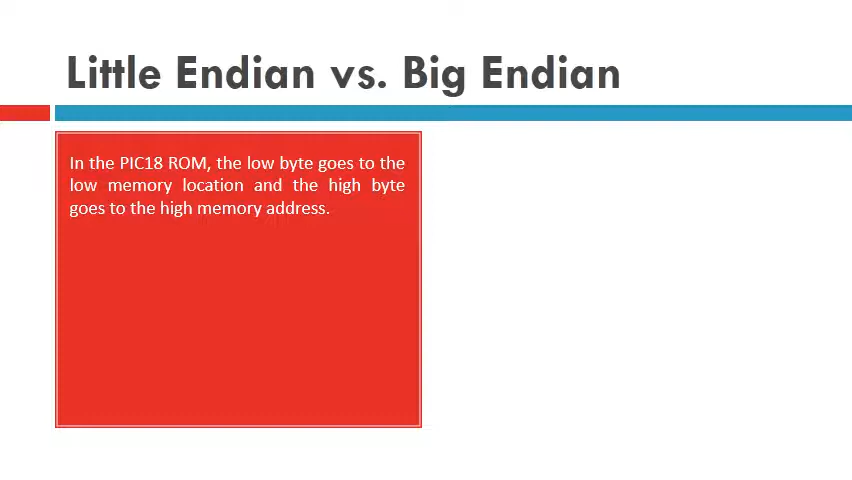 Little Endian vs. Big Endian
In the PIC18 ROM, the low byte goes to the
low memory location and the high byte
goes to the high memory address.